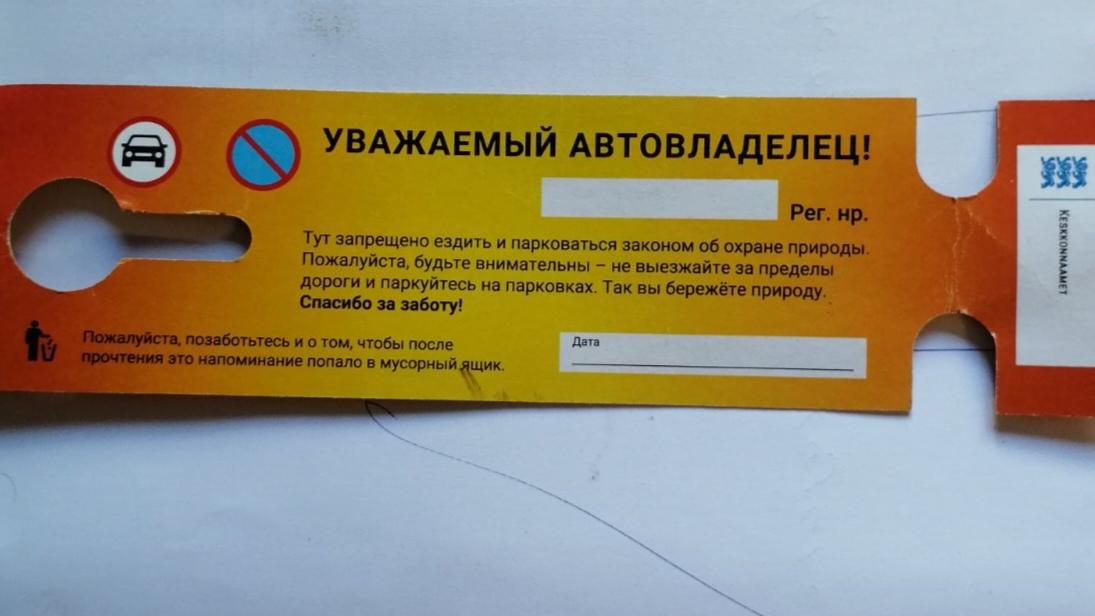 УВАЖАЕМЫЙ АВТОВЛАДЕЛЕЦ!
Рег. нр.
Тут запрещено ездить и парковаться законом об охране природы.
Пожалуйста, будьте внимательны – не выезжайте за пределы
дороги и паркуйтесь на парковках. Так вы бережёте природу.
Спасибо за заботу!
Пожалуйста, позаботьтесь и о том, чтобы после
прочтения это напоминание попало в мусорный ящик.
Дата
KESKKONNAAMET